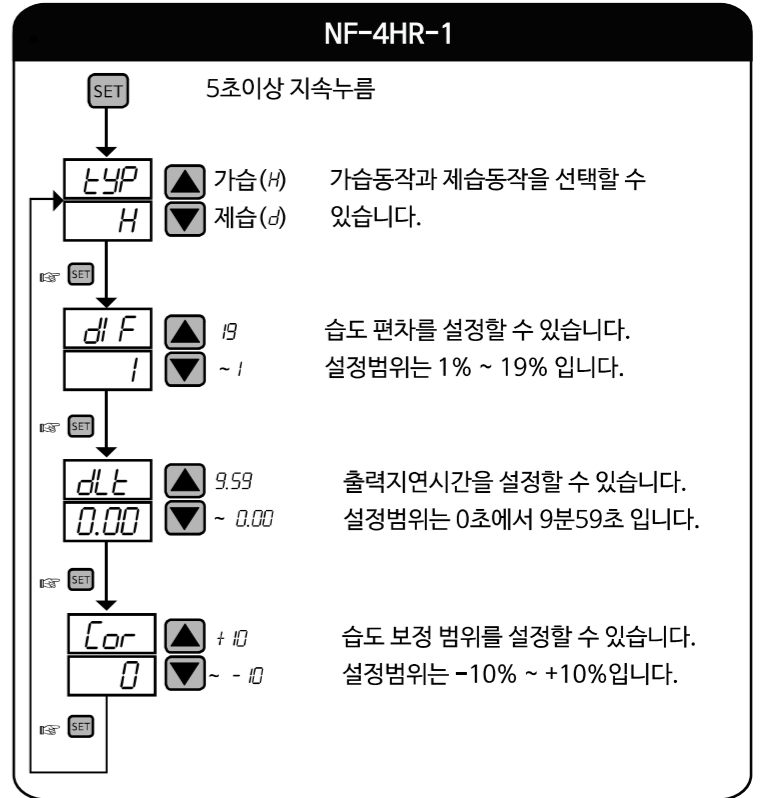 NF-4HR-1
SET 5초이상 지속누름
tYP ▲ 가습(H) 가습동작과 제습동작을 선택할 수
H ▼ 제습(d) 있습니다.
☞ SET
dIF ▲ 19 습도 편차를 설정할 수 있습니다.
1 ▼ ~ 1 설정범위는 1% ~ 19% 입니다.
☞ SET
dLt ▲ 9.59 출력지연시간을 설정할 수 있습니다.
0.00 ▼ ~ 0.00 설정범위는 0초에서 9분59초 입니다.
☞ SET
Cor ▲ +10 습도 보정 범위를 설정할 수 있습니다.
0 ▼ ~ -10 설정범위는 -10% ~ +10%입니다.
☞ SET